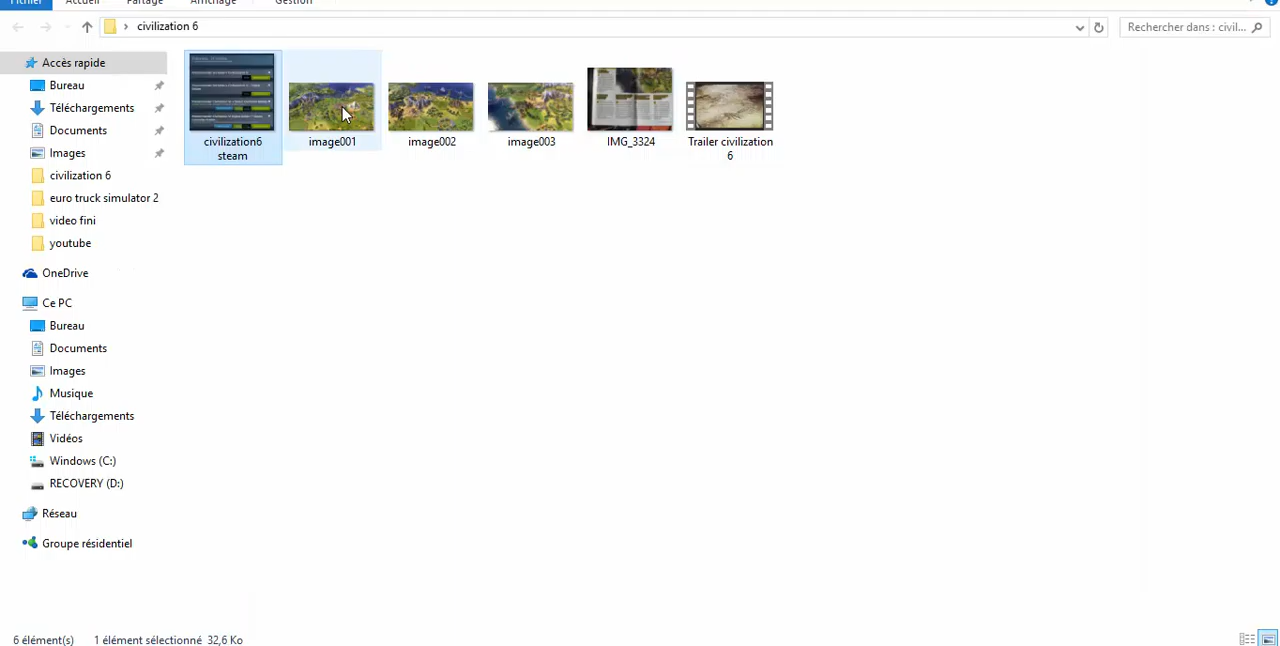 Fichier Accueil Partage Affichage Gestion
civilization 6
Rechercher dans : civil...
Accès rapide
Bureau
Téléchargements
Documents
Images
civilization 6
euro truck simulator 2
video fini
youtube
OneDrive
Ce PC
Bureau
Documents
Images
Musique
Téléchargements
Vidéos
Windows (C:)
RECOVERY (D:)
Réseau
Groupe résidentiel
civilization6
steam
image001
image002
image003
IMG_3324
Trailer civilization
6
6 élément(s) 1 élément sélectionné 32,6 Ko